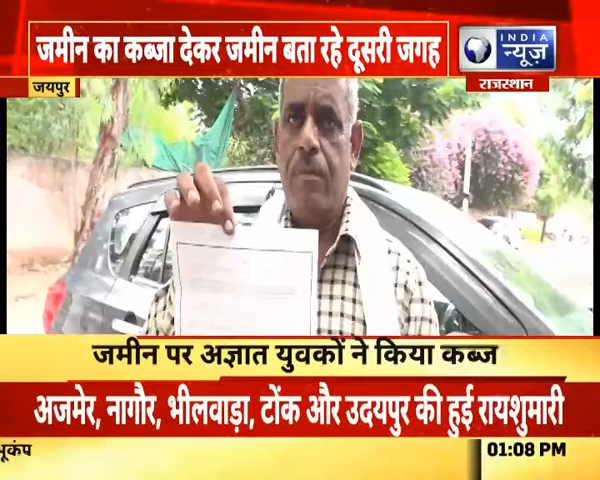 जमीन का कब्जा देकर जमीन बता रहे दूसरी जगह
INDIA
न्यूज़
राजस्थान
जयपुर
जमीन पर अज्ञात युवकों ने किया कब्ज
अजमेर, नागौर, भीलवाड़ा, टोंक और उदयपुर की हुई रायशुमारी
भूकंप
01:08 PM